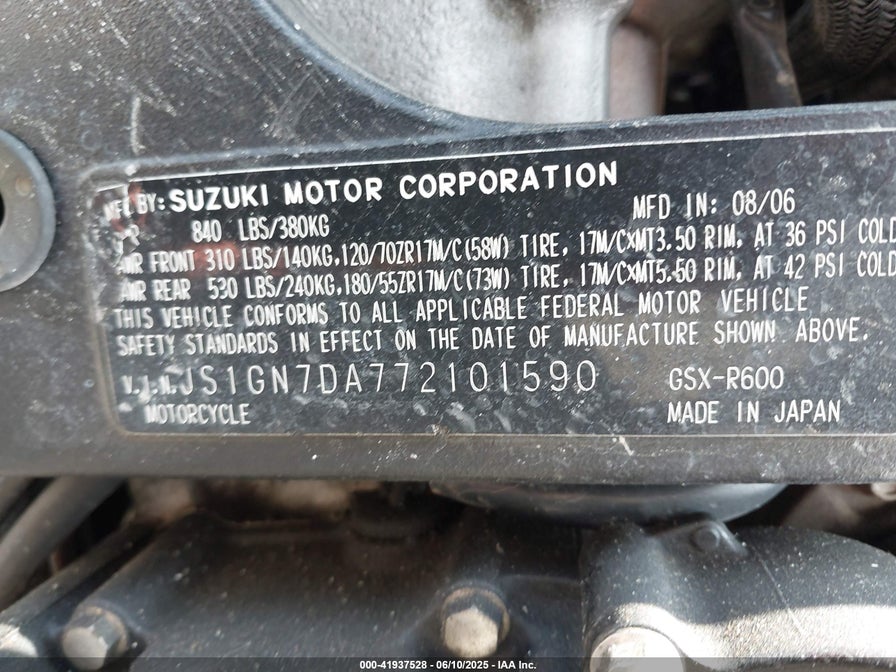 MFG BY: SUZUKI MOTOR CORPORATION
MFD IN: 08/06
840 LBS/380KG
FRONT 310 LBS/140KG,120/70ZR17M/C(58W) TIRE, 17M/CXMT3.50 RIM, AT 36 PSI COLD
REAR 530 LBS/240KG,180/55ZR17M/C(73W) TIRE, 17M/CXMT5.50 RIM, AT 42 PSI COLD
THIS VEHICLE CONFORMS TO ALL APPLICABLE FEDERAL MOTOR VEHICLE
SAFETY STANDARDS IN EFFECT ON THE DATE OF MANUFACTURE SHOWN ABOVE.
V.I.N. JS1GN7DA772101590 GSX-R600
MOTORCYCLE MADE IN JAPAN
000-41937528 - 06/10/2025 - IAA Inc.